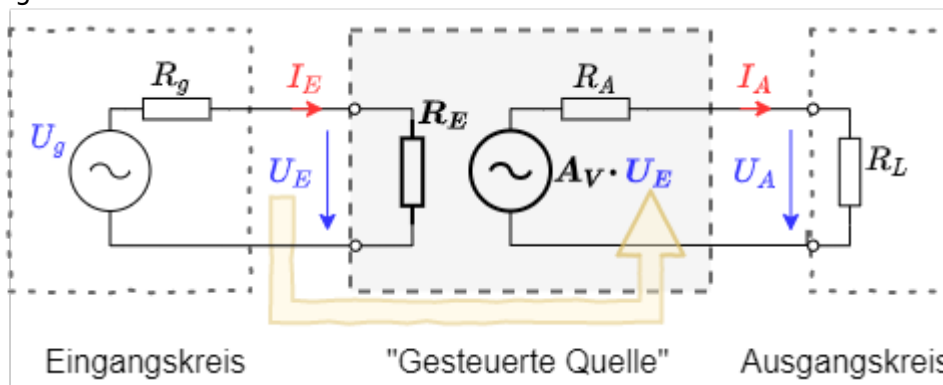 R_g I_E R_E R_A I_A
U_g U_E A_V · U_E U_A R_L
Eingangskreis "Gesteuerte Quelle" Ausgangskreis